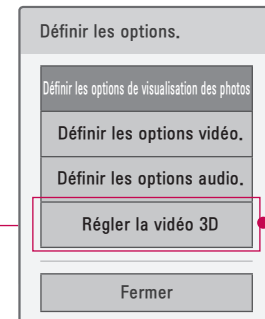 Définir les options.
Définir les options de visualisation des photos
Définir les options vidéo.
Définir les options audio.
Régler la vidéo 3D
Fermer